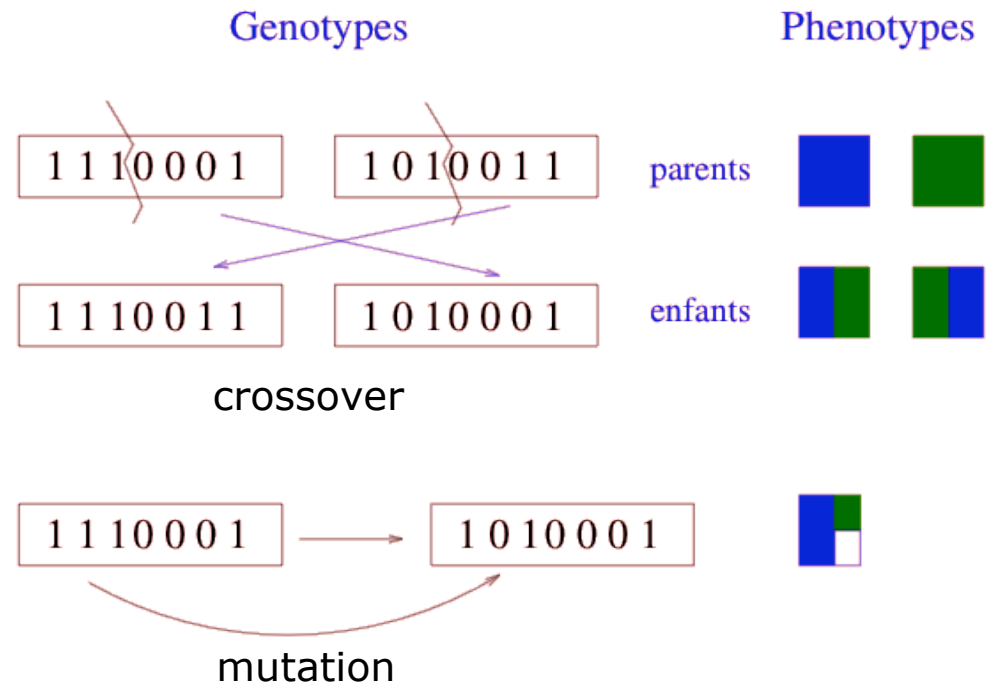 Genotypes Phenotypes
1 1 1 0 0 0 1 1 0 1 0 0 1 1 parents
1 1 1 0 0 1 1 1 0 1 0 0 0 1 enfants
crossover
1 1 1 0 0 0 1 1 0 1 0 0 0 1
mutation